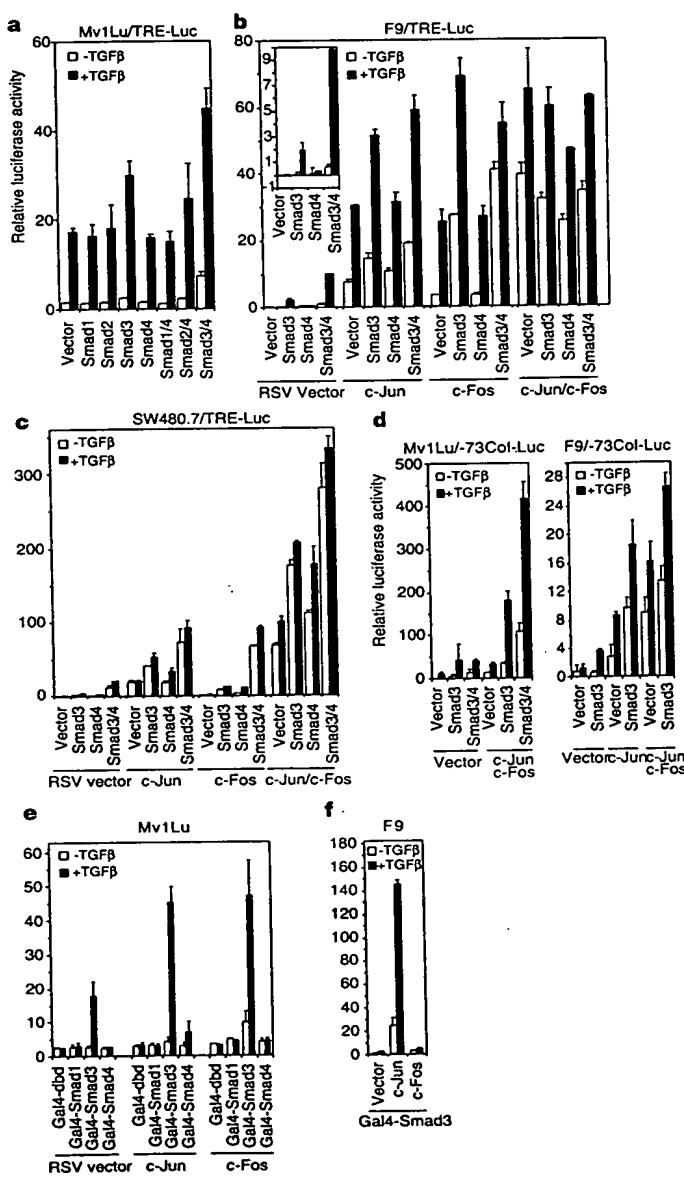 a
Mv1Lu/TRE-Luc
60
40
20
0
Relative luciferase activity
-TGFβ
+TGFβ
Vector
Smad1
Smad2
Smad3
Smad4
Smad1/4
Smad2/4
Smad3/4
b
F9/TRE-Luc
80
60
40
20
0
9
7
5
3
1
1
Vector
Smad3
Smad4
Smad3/4
-TGFβ
+TGFβ
Vector
Smad3
Smad4
Smad3/4
Vector
Smad3
Smad4
Smad3/4
Vector
Smad3
Smad4
Smad3/4
Vector
Smad3
Smad4
Smad3/4
RSV Vector c-Jun c-Fos c-Jun/c-Fos
c
SW480.7/TRE-Luc
-TGFβ
+TGFβ
300
200
100
0
Vector
Smad3
Smad4
Smad3/4
Vector
Smad3
Smad4
Smad3/4
Vector
Smad3
Smad4
Smad3/4
Vector
Smad3
Smad4
Smad3/4
RSV vector c-Jun c-Fos c-Jun/c-Fos
d
Mv1Lu/-73Col-Luc
500
400
300
200
100
0
Relative luciferase activity
-TGFβ
+TGFβ
Vector
Smad3
Smad3/4
Vector
Smad3
Smad3/4
Vector c-Jun
c-Fos
F9/-73Col-Luc
28
24
20
16
12
8
4
0
-TGFβ
+TGFβ
Vector
Smad3
Vector
Smad3
Vector
Smad3
Vector c-Jun c-Jun
c-Fos
e
Mv1Lu
60
50
40
30
20
10
0
-TGFβ
+TGFβ
Gal4-dbd
Gal4-Smad1
Gal4-Smad3
Gal4-Smad4
Gal4-dbd
Gal4-Smad1
Gal4-Smad3
Gal4-Smad4
Gal4-dbd
Gal4-Smad1
Gal4-Smad3
Gal4-Smad4
RSV vector c-Jun c-Fos
f
F9
180
160
140
120
100
80
60
40
20
0
-TGFβ
+TGFβ
Vector
c-Jun
c-Fos
Gal4-Smad3